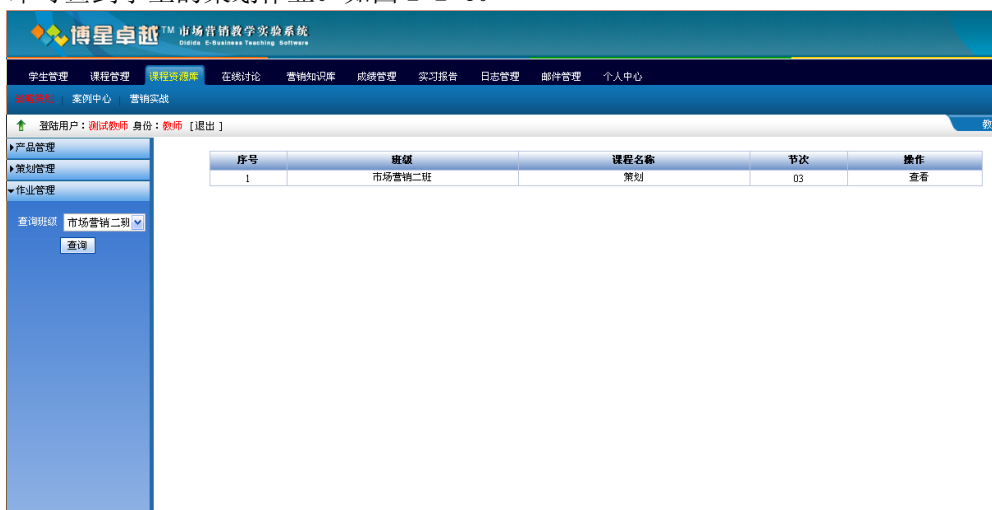 博星卓越 TM 市场营销教学实验系统
Didida E-Business Teaching Software
学生管理 课程管理 课程资源库 在线讨论 营销知识库 成绩管理 实习报告 日志管理 邮件管理 个人中心
案例中心 | 营销实战
登陆用户：测试教师 身份：教师 [退出 ]
教
产品管理
策划管理
作业管理
查询班级 市场营销二班
查询
序号 班级 课程名称 节次 操作
1 市场营销二班 策划 03 查看